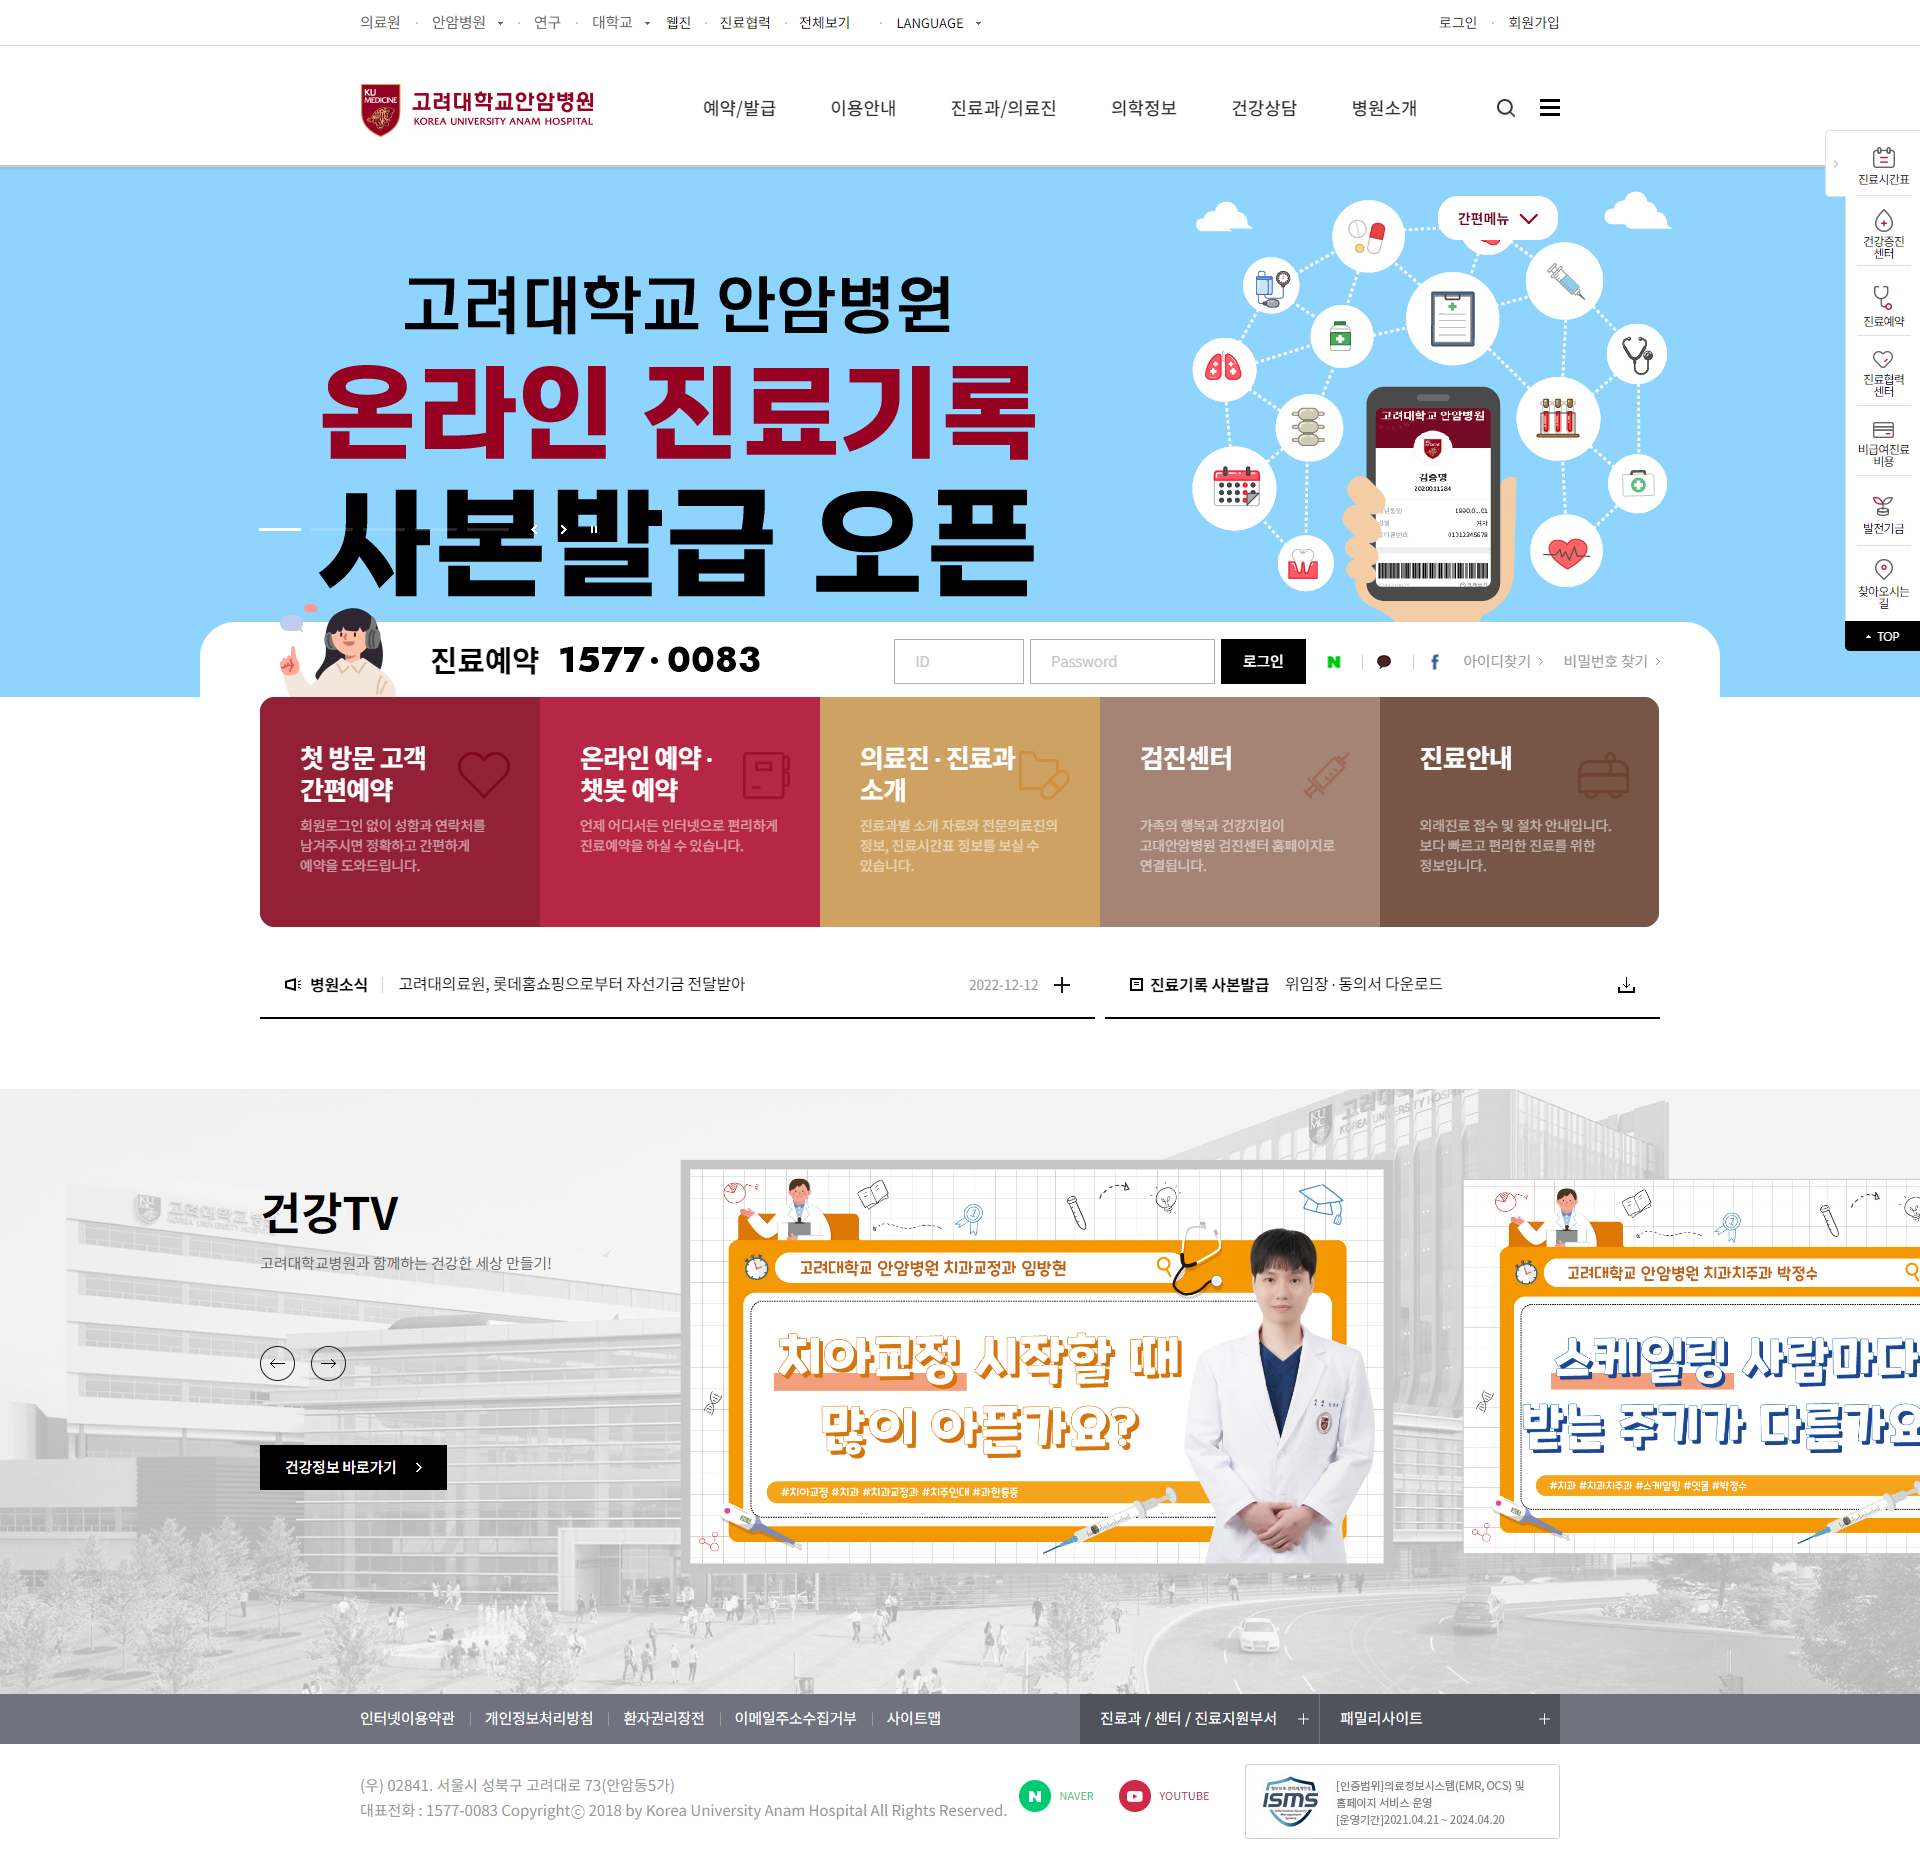 의료원 · 안암병원 · 연구 · 대학교 웹진 · 진료협력 · 전체보기 · LANGUAGE
로그인 · 회원가입
KU MEDICINE
고려대학교안암병원
KOREA UNIVERSITY ANAM HOSPITAL
예약/발급 이용안내 진료과/의료진 의학정보 건강상담 병원소개
진료시간표
건강증진
센터
진료예약
진료협력
센터
비급여진료
비용
발전기금
찾아오시는
길
TOP
간편메뉴
고려대학교 안암병원
온라인 진료기록
사본발급 오픈
고려대학교 안암병원
2020011284
1990.01.01
여자
01012345678
진료예약 1577·0083
ID
Password
로그인
아이디찾기
비밀번호 찾기
첫 방문 고객
간편예약
회원로그인 없이 성함과 연락처를
남겨주시면 정확하고 간편하게
예약을 도와드립니다.
온라인 예약 ·
챗봇 예약
언제 어디서든 인터넷으로 편리하게
진료예약을 하실 수 있습니다.
의료진 · 진료과
소개
진료과별 소개 자료와 전문의료진의
정보, 진료시간표 정보를 보실 수
있습니다.
검진센터
가족의 행복과 건강지킴이
고대안암병원 검진센터 홈페이지로
연결됩니다.
진료안내
외래진료 접수 및 절차 안내입니다.
보다 빠르고 편리한 진료를 위한
정보입니다.
병원소식 고려대의료원, 롯데홈쇼핑으로부터 자선기금 전달받아 2022-12-12
진료기록 사본발급 위임장 · 동의서 다운로드
건강TV
고려대학교병원과 함께하는 건강한 세상 만들기!
건강정보 바로가기
고려대학교 안암병원 치과교정과 임방현
치아교정 시작할 때
많이 아픈가요?
#치아교정 #치과 #치과교정과 #치주인대 #과한통증
고려대학교 안암병원 치과치주과 박정수
스케일링 사람마다
받는 주기가 다른가요
#치과 #치과치주과 #스케일링 #잇몸 #박정수
인터넷이용약관 개인정보처리방침 환자권리장전 이메일주소수집거부 사이트맵
진료과 / 센터 / 진료지원부서
패밀리사이트
(우) 02841. 서울시 성북구 고려대로 73(안암동5가)
대표전화 : 1577-0083 Copyrightⓒ 2018 by Korea University Anam Hospital All Rights Reserved.
NAVER
YOUTUBE
ISMS
[인증범위]의료정보시스템(EMR, OCS) 및
홈페이지 서비스 운영
[운영기간]2021.04.21 ~ 2024.04.20